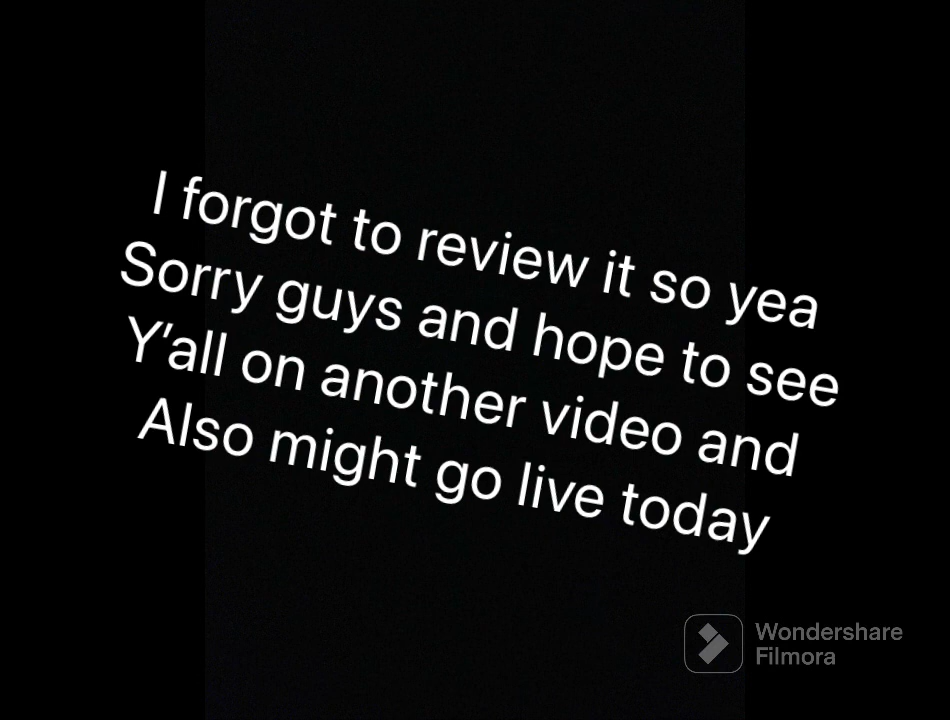 I forgot to review it so yea
Sorry guys and hope to see
Y’all on another video and
Also might go live today
Wondershare
Filmora